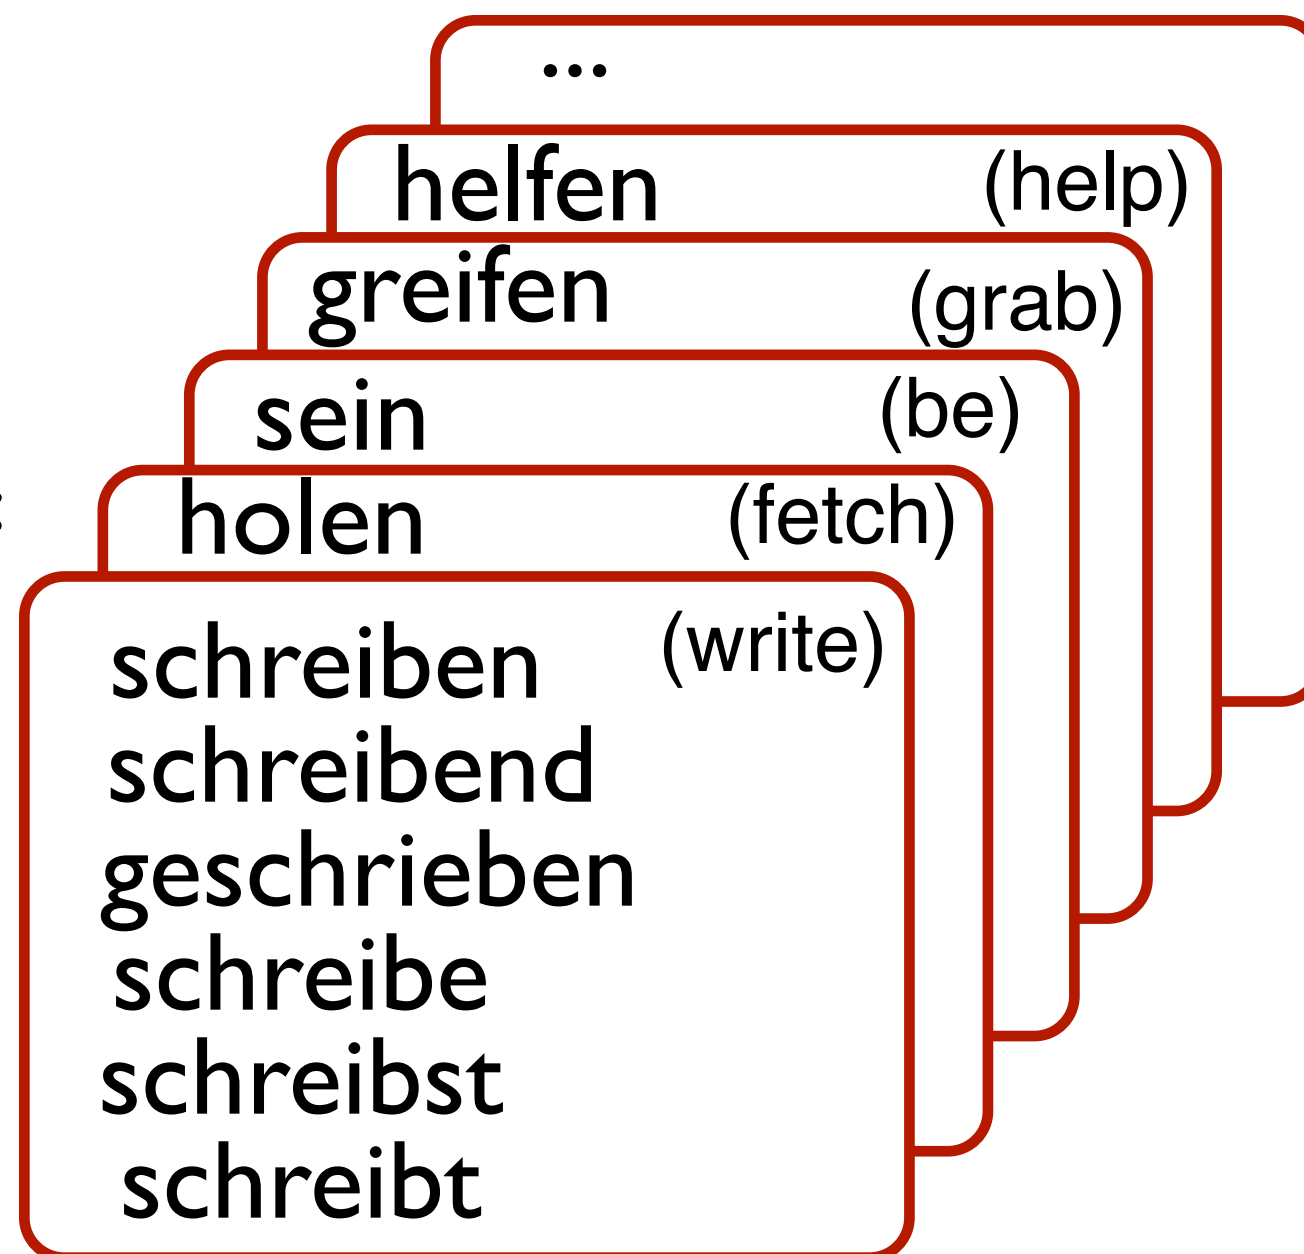 ...
helfen (help)
greifen (grab)
sein (be)
holen (fetch)
schreiben (write)
schreibend
geschrieben
schreibe
schreibst
schreibt